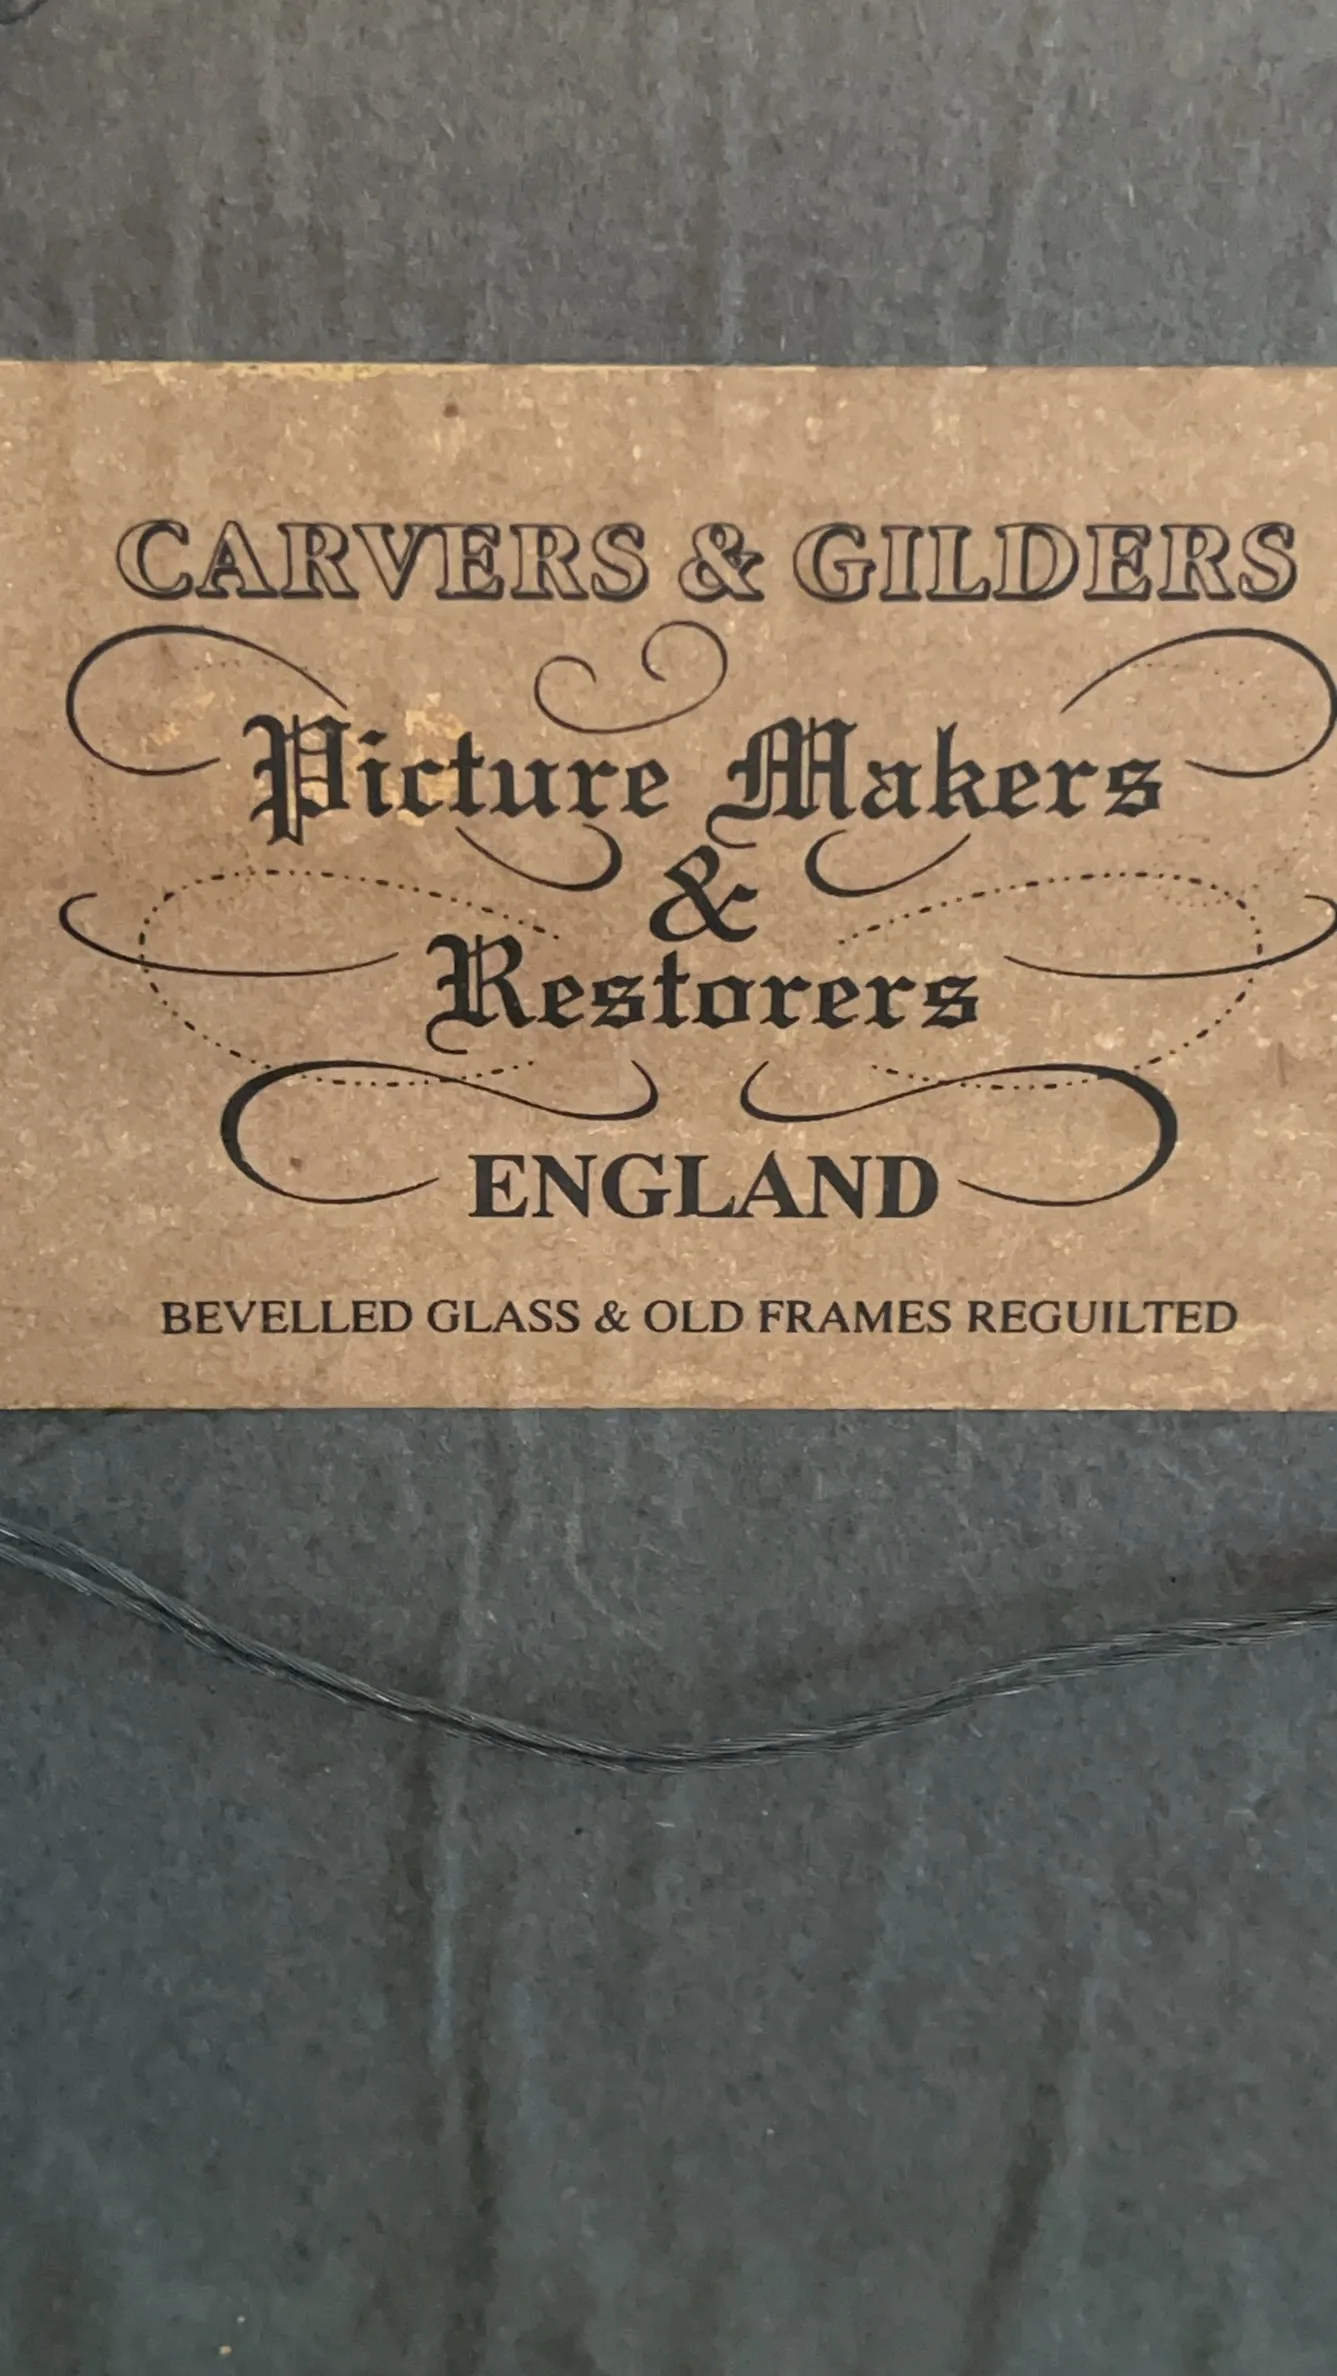 CARVERS & GILDERS
Picture Makers
&
Restorers
ENGLAND
BEVELLED GLASS & OLD FRAMES REGUILTED